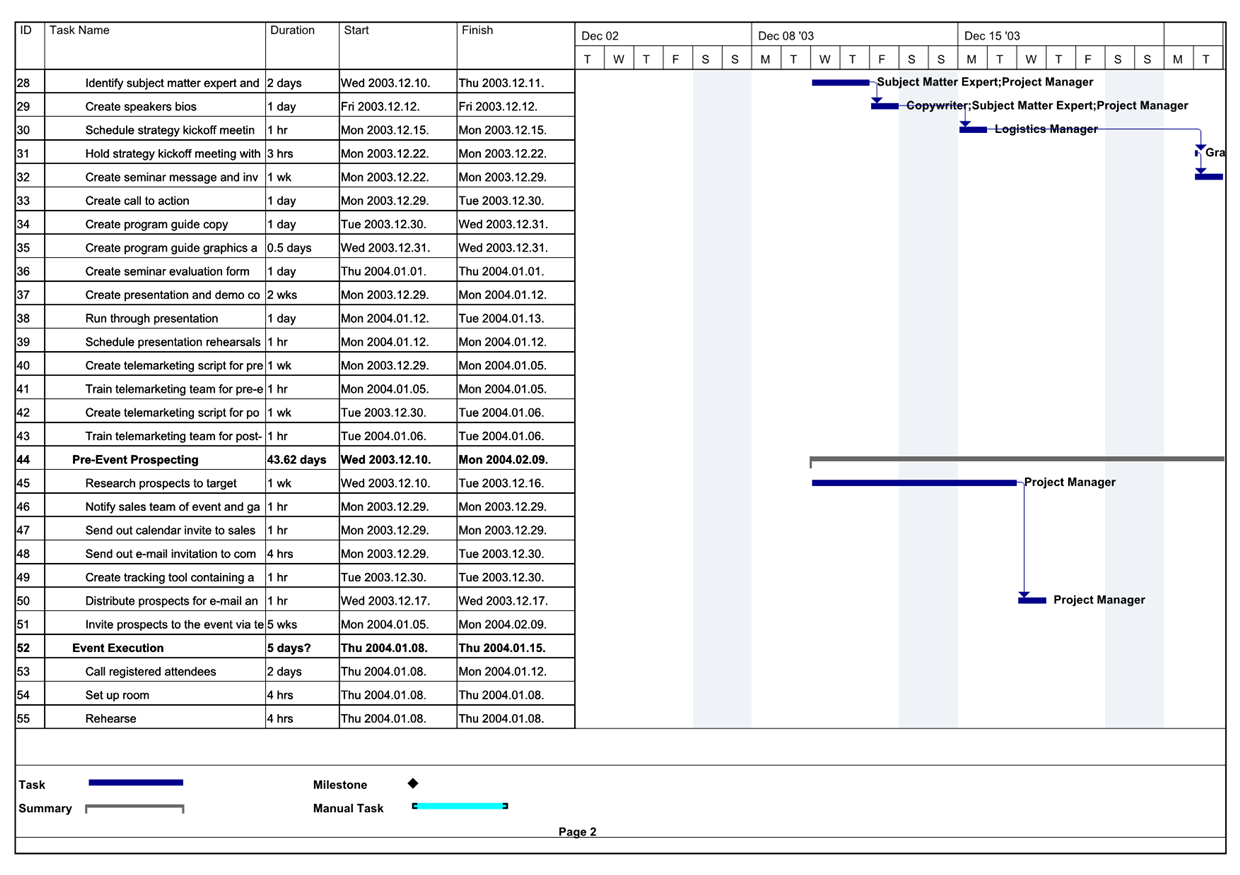 ID Task Name Duration Start Finish Dec 02 Dec 08 '03 Dec 15 '03
T W T F S S M T W T F S S M T W T F S S M T
28 Identify subject matter expert and 2 days Wed 2003.12.10. Thu 2003.12.11. Subject Matter Expert;Project Manager
29 Create speakers bios 1 day Fri 2003.12.12. Fri 2003.12.12. Copywriter;Subject Matter Expert;Project Manager
30 Schedule strategy kickoff meetin 1 hr Mon 2003.12.15. Mon 2003.12.15. Logistics Manager
31 Hold strategy kickoff meeting with 3 hrs Mon 2003.12.22. Mon 2003.12.22. Gra
32 Create seminar message and inv 1 wk Mon 2003.12.22. Mon 2003.12.29.
33 Create call to action 1 day Mon 2003.12.29. Tue 2003.12.30.
34 Create program guide copy 1 day Tue 2003.12.30. Wed 2003.12.31.
35 Create program guide graphics a 0.5 days Wed 2003.12.31. Wed 2003.12.31.
36 Create seminar evaluation form 1 day Thu 2004.01.01. Thu 2004.01.01.
37 Create presentation and demo co 2 wks Mon 2003.12.29. Mon 2004.01.12.
38 Run through presentation 1 day Mon 2004.01.12. Tue 2004.01.13.
39 Schedule presentation rehearsals 1 hr Mon 2004.01.12. Mon 2004.01.12.
40 Create telemarketing script for pre 1 wk Mon 2003.12.29. Mon 2004.01.05.
41 Train telemarketing team for pre-e 1 hr Mon 2004.01.05. Mon 2004.01.05.
42 Create telemarketing script for po 1 wk Tue 2003.12.30. Tue 2004.01.06.
43 Train telemarketing team for post- 1 hr Tue 2004.01.06. Tue 2004.01.06.
44 Pre-Event Prospecting 43.62 days Wed 2003.12.10. Mon 2004.02.09.
45 Research prospects to target 1 wk Wed 2003.12.10. Tue 2003.12.16. Project Manager
46 Notify sales team of event and ga 1 hr Mon 2003.12.29. Mon 2003.12.29.
47 Send out calendar invite to sales 1 hr Mon 2003.12.29. Mon 2003.12.29.
48 Send out e-mail invitation to com 4 hrs Mon 2003.12.29. Tue 2003.12.30.
49 Create tracking tool containing a 1 hr Tue 2003.12.30. Tue 2003.12.30.
50 Distribute prospects for e-mail an 1 hr Wed 2003.12.17. Wed 2003.12.17. Project Manager
51 Invite prospects to the event via te 5 wks Mon 2004.01.05. Mon 2004.02.09.
52 Event Execution 5 days? Thu 2004.01.08. Thu 2004.01.15.
53 Call registered attendees 2 days Thu 2004.01.08. Mon 2004.01.12.
54 Set up room 4 hrs Thu 2004.01.08. Thu 2004.01.08.
55 Rehearse 4 hrs Thu 2004.01.08. Thu 2004.01.08.
Task Milestone
Summary Manual Task
Page 2